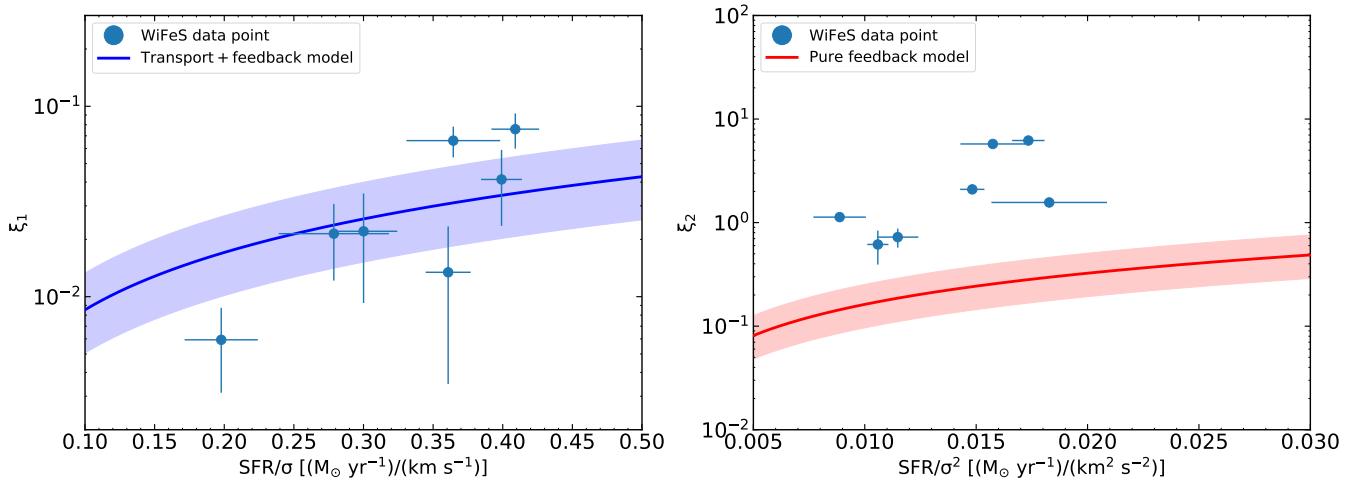 WiFeS data point
Transport + feedback model
10⁻¹
10⁻²
ξ₁
0.10 0.15 0.20 0.25 0.30 0.35 0.40 0.45 0.50
SFR/σ [(M⊙ yr⁻¹)/(km s⁻¹)]
WiFeS data point
Pure feedback model
10²
10¹
10⁰
10⁻¹
10⁻²
ξ₂
0.005 0.010 0.015 0.020 0.025 0.030
SFR/σ² [(M⊙ yr⁻¹)/(km² s⁻²)]